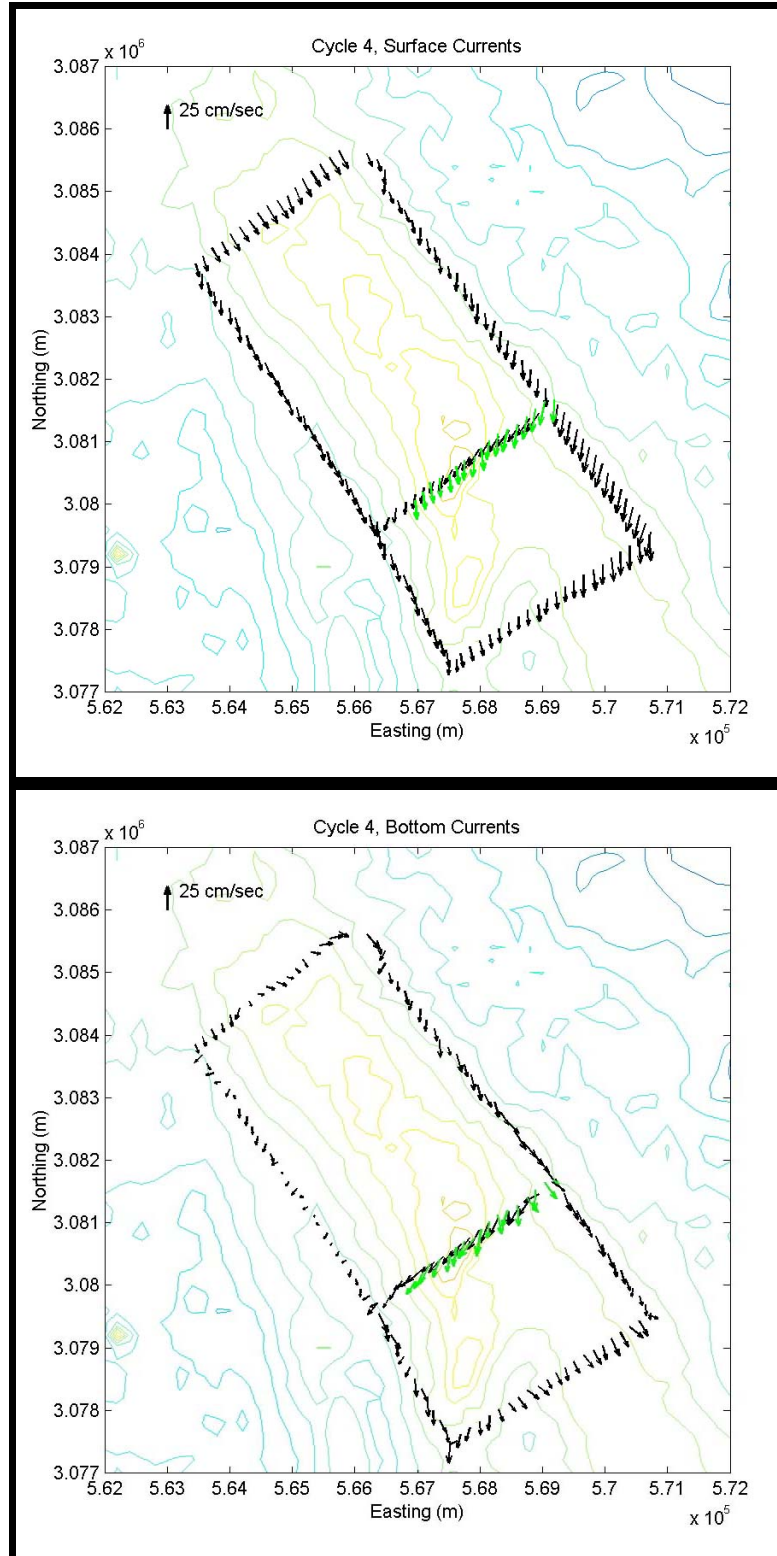 Cycle 4, Surface Currents
x 10^6
3.087
3.086
3.085
3.084
3.083
3.082
3.081
3.08
3.079
3.078
3.077
Northing (m)
25 cm/sec
5.62 5.63 5.64 5.65 5.66 5.67 5.68 5.69 5.7 5.71 5.72
Easting (m)
x 10^5
Cycle 4, Bottom Currents
x 10^6
3.087
3.086
3.085
3.084
3.083
3.082
3.081
3.08
3.079
3.078
3.077
Northing (m)
25 cm/sec
5.62 5.63 5.64 5.65 5.66 5.67 5.68 5.69 5.7 5.71 5.72
Easting (m)
x 10^5